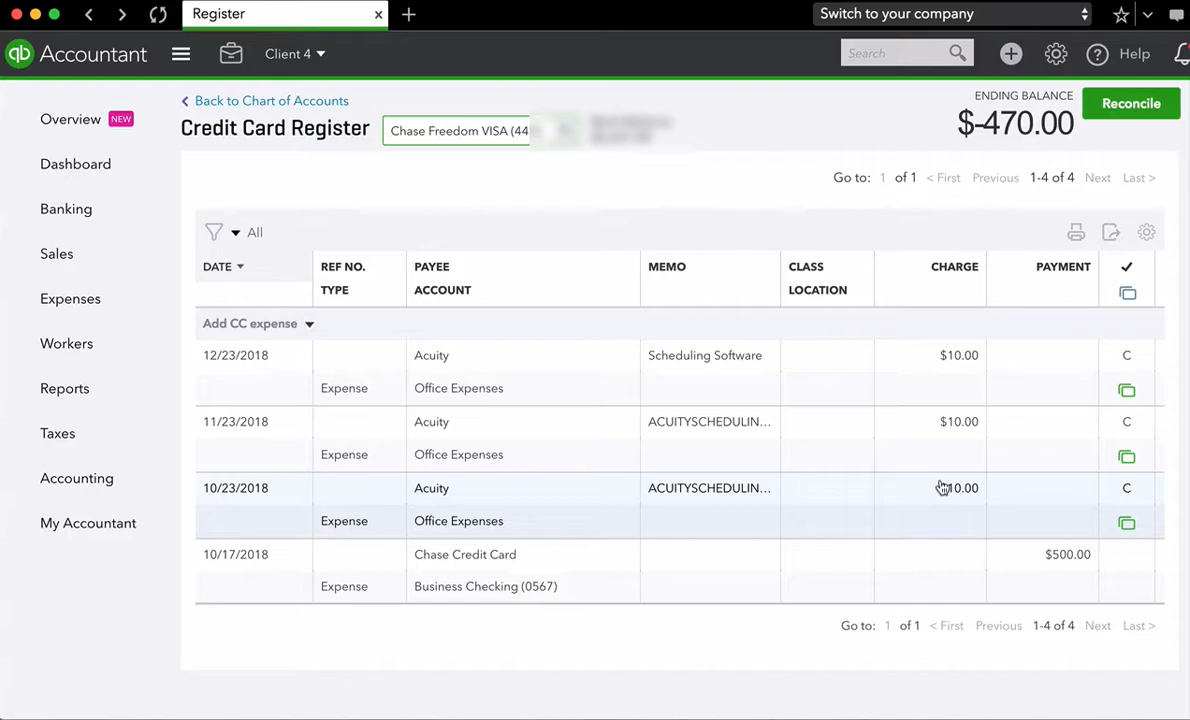 Register × +
Switch to your company
qb Accountant
Client 4
Search
Help
Overview NEW
Dashboard
Banking
Sales
Expenses
Workers
Reports
Taxes
Accounting
My Accountant
Back to Chart of Accounts
Credit Card Register
Chase Freedom VISA (44
ENDING BALANCE
$-470.00
Reconcile
Go to: 1 of 1 < First Previous 1-4 of 4 Next Last >
All
DATE REF NO. PAYEE MEMO CLASS CHARGE PAYMENT ✓
TYPE ACCOUNT LOCATION
Add CC expense
12/23/2018 Acuity Scheduling Software $10.00 C
Expense Office Expenses
11/23/2018 Acuity ACUITYSCHEDULIN... $10.00 C
Expense Office Expenses
10/23/2018 Acuity ACUITYSCHEDULIN... 10.00 C
Expense Office Expenses
10/17/2018 Chase Credit Card $500.00
Expense Business Checking (0567)
Go to: 1 of 1 < First Previous 1-4 of 4 Next Last >